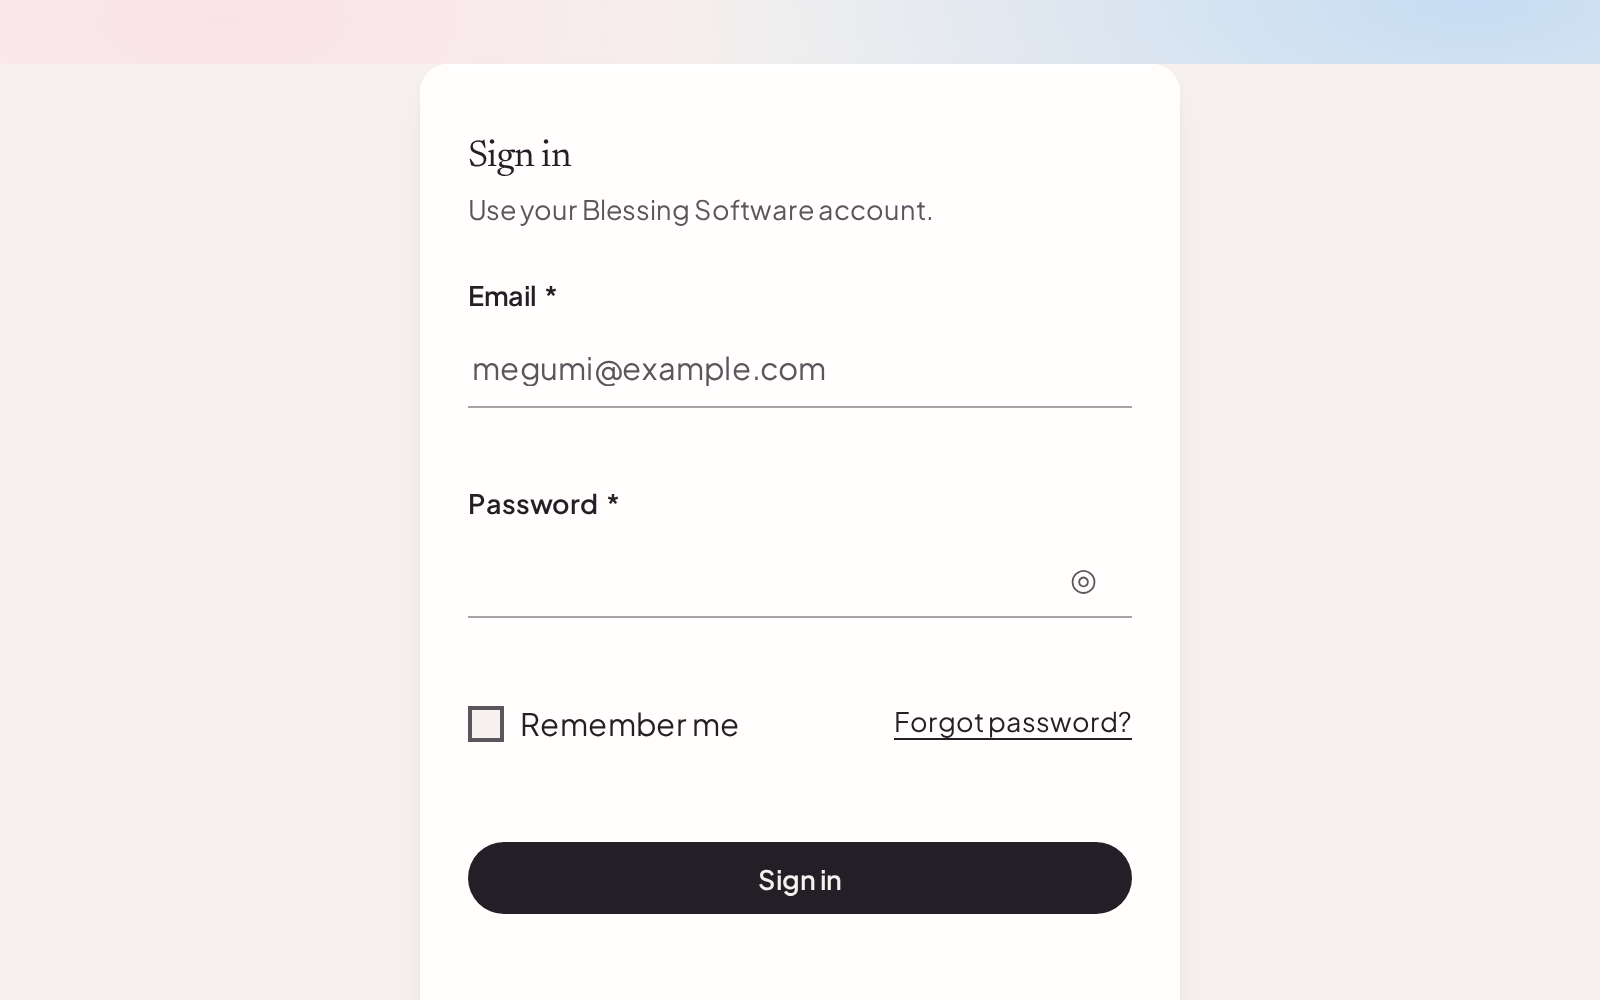 Sign in
Use your Blessing Software account.
Email *
megumi@example.com
Password *
Remember me
Forgot password?
Sign in